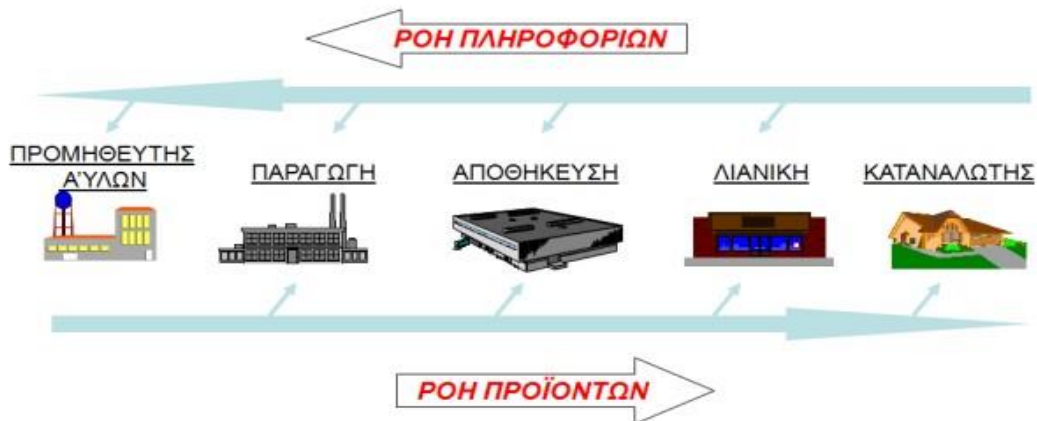 ΡΟΗ ΠΛΗΡΟΦΟΡΙΩΝ
ΠΡΟΜΗΘΕΥΤΗΣ
Α'ΥΛΩΝ
ΠΑΡΑΓΩΓΗ
ΑΠΟΘΗΚΕΥΣΗ
ΛΙΑΝΙΚΗ
ΚΑΤΑΝΑΛΩΤΗΣ
ΡΟΗ ΠΡΟΪΟΝΤΩΝ